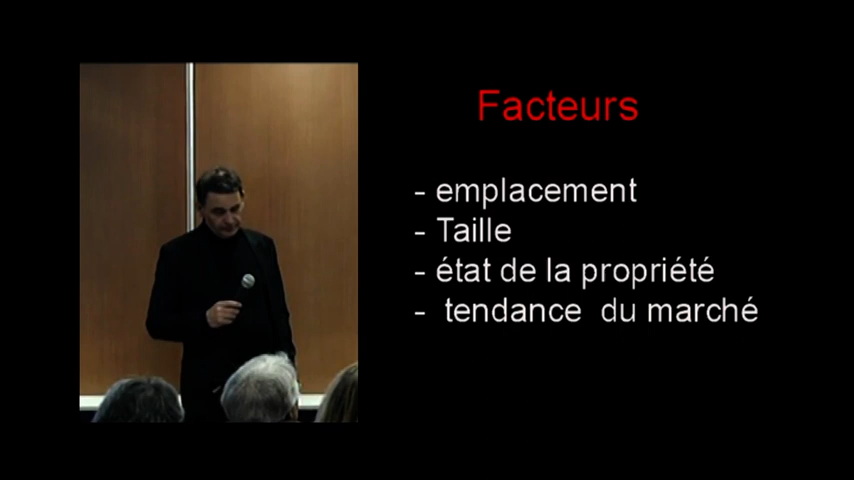 Facteurs
- emplacement
- Taille
- état de la propriété
- tendance du marché